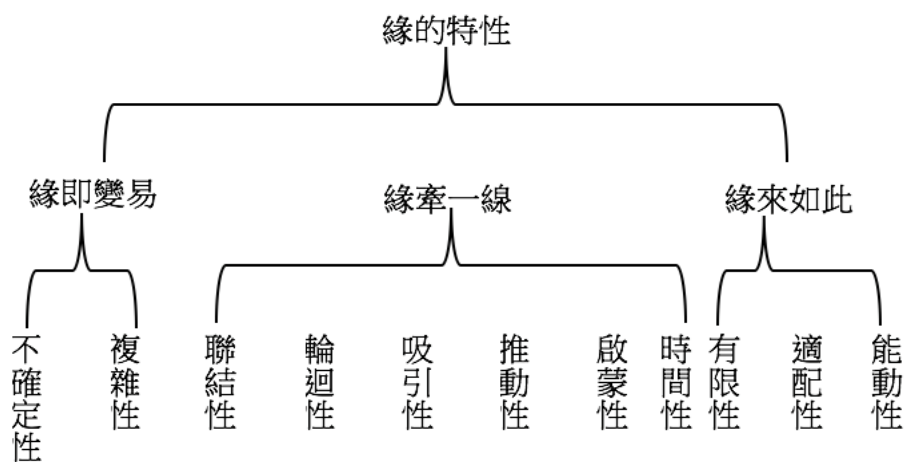 緣的特性
緣即變易
緣牽一線
緣來如此
不確定性
複雜性
聯結性
輪迴性
吸引性
推動性
啟蒙性
時間性
有限性
適配性
能動性